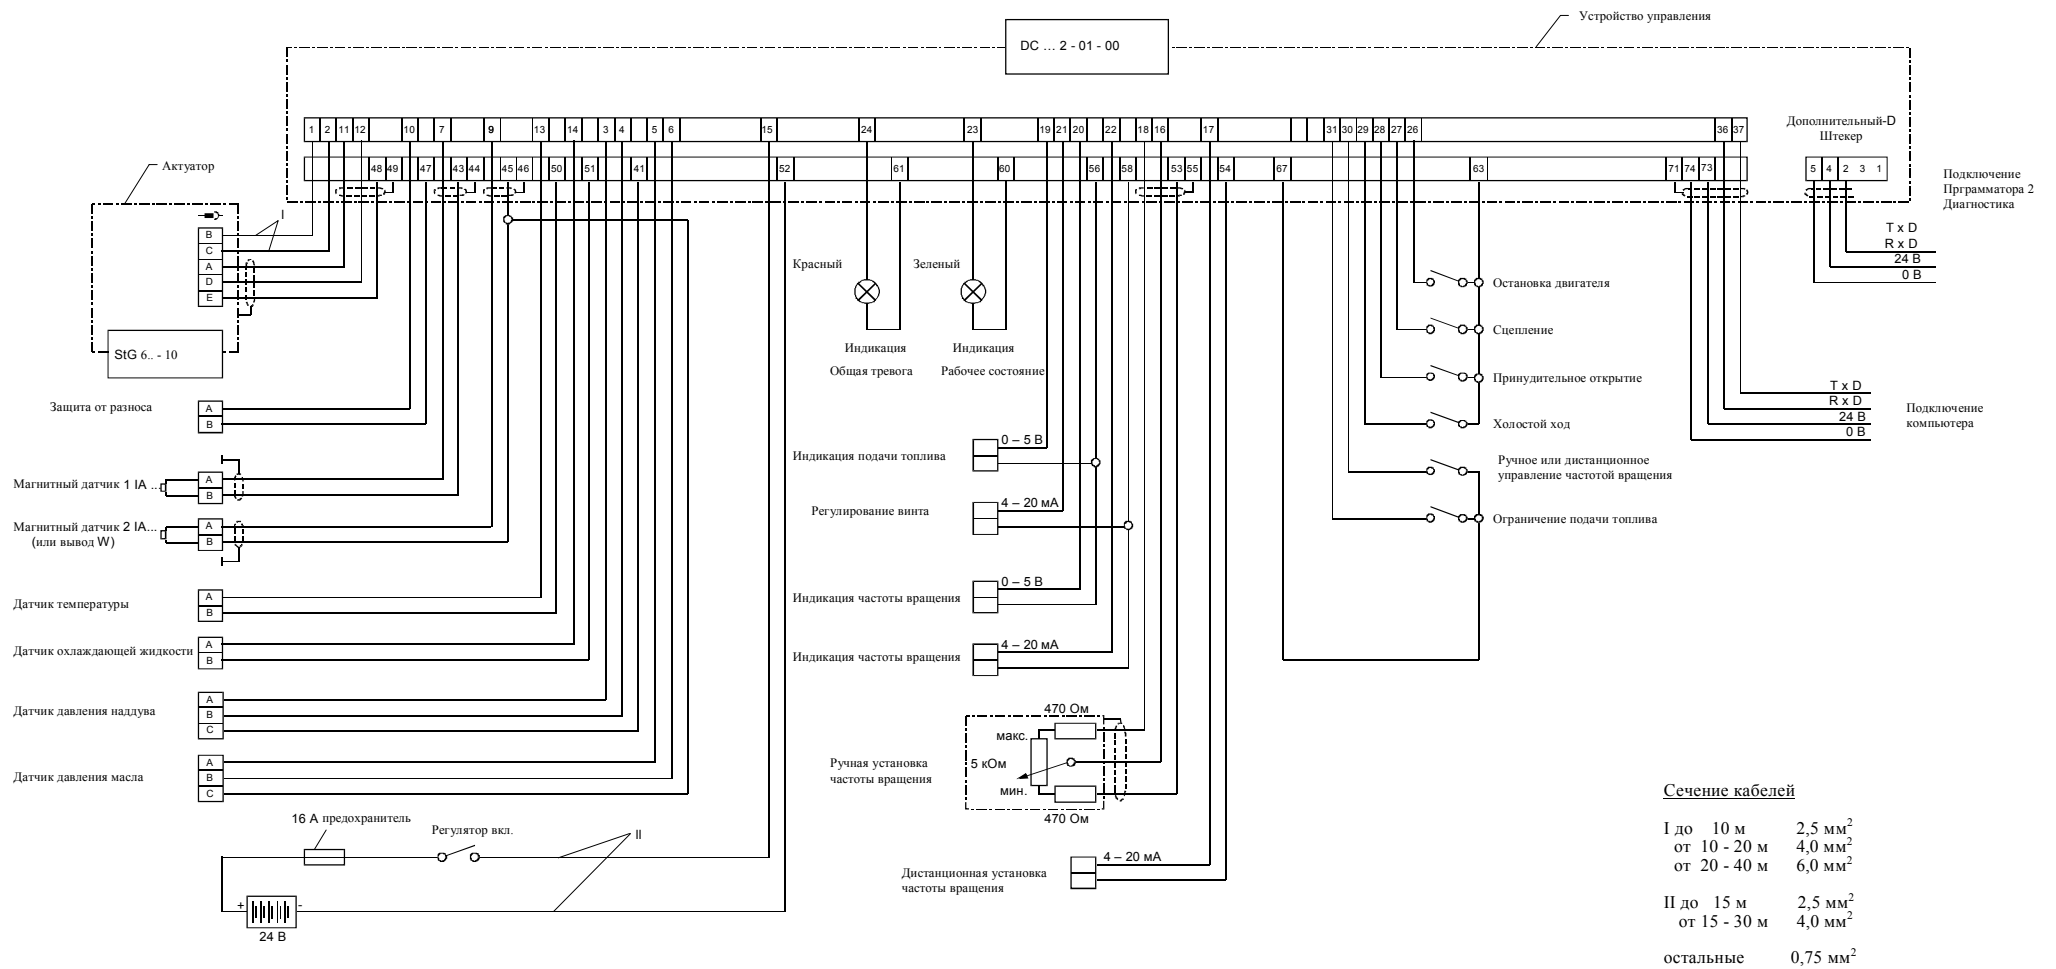 Устройство управления
DC ... 2 - 01 - 00
1 2 11 12 10 7 9 13 14 3 4 5 6 15 24 23 19 21 20 22 18 16 17 31 30 29 28 27 26 36 37
Дополнительный-D
Штекер
48 49 47 43 44 45 46 50 51 41 52 61 60 56 58 53 55 54 67 63 71 74 73
5 4 2 3 1
Подключение
Прграмматора 2
Диагностика
T x D
R x D
24 В
0 В
Актуатор
I
B
C
A
D
E
StG 6.. - 10
Защита от разноса
A
B
Магнитный датчик 1 IA ...
A
B
Магнитный датчик 2 IA...
(или вывод W)
A
B
Датчик температуры
A
B
Датчик охлаждающей жидкости
A
B
Датчик давления наддува
A
B
C
Датчик давления масла
A
B
C
16 А предохранитель
Регулятор вкл.
II
+
-
24 В
Красный
Индикация
Общая тревога
Зеленый
Индикация
Рабочее состояние
Индикация подачи топлива
0 – 5 В
Регулирование винта
4 – 20 мА
Индикация частоты вращения
0 – 5 В
Индикация частоты вращения
4 – 20 мА
Ручная установка
частоты вращения
470 Ом
макс.
5 кОм
мин.
470 Ом
Дистанционная установка
частоты вращения
4 – 20 мА
Остановка двигателя
Сцепление
Принудительное открытие
Холостой ход
Ручное или дистанционное
управление частотой вращения
Ограничение подачи топлива
T x D
R x D
24 В
0 В
Подключение
компьютера
Сечение кабелей
I до 10 м 2,5 мм²
от 10 - 20 м 4,0 мм²
от 20 - 40 м 6,0 мм²
II до 15 м 2,5 мм²
от 15 - 30 м 4,0 мм²
остальные 0,75 мм²